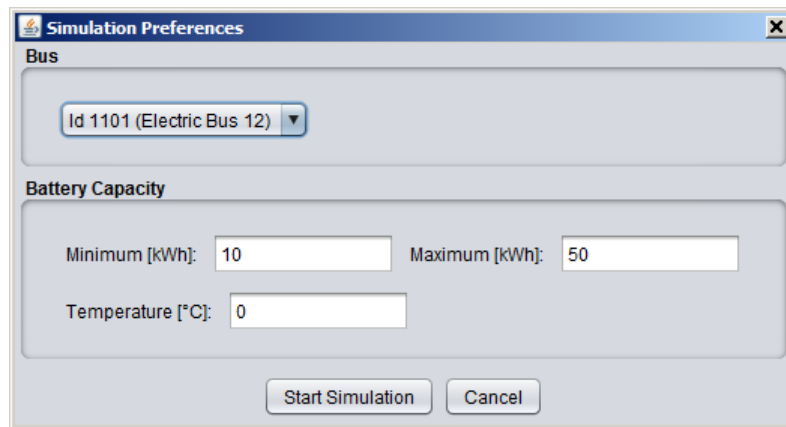 Simulation Preferences
Bus
Id 1101 (Electric Bus 12)
Battery Capacity
Minimum [kWh]: 10 Maximum [kWh]: 50
Temperature [°C]: 0
Start Simulation Cancel